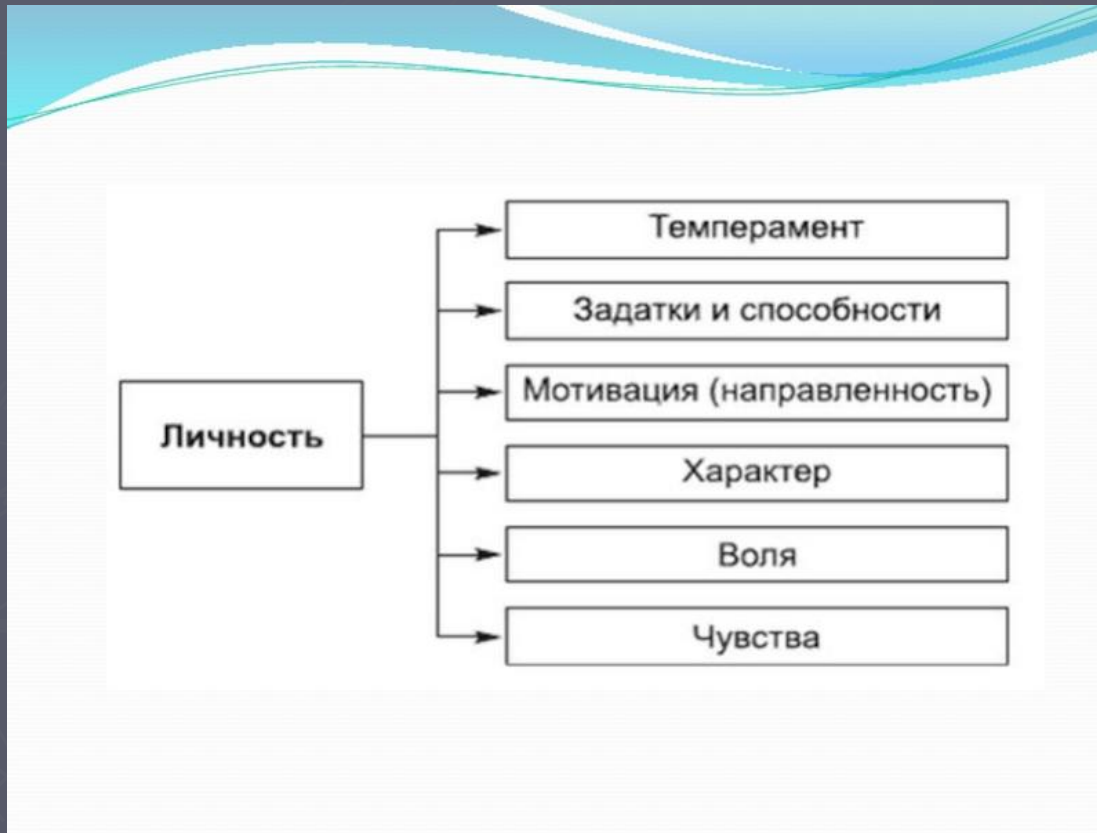 Личность
Темперамент
Задатки и способности
Мотивация (направленность)
Характер
Воля
Чувства